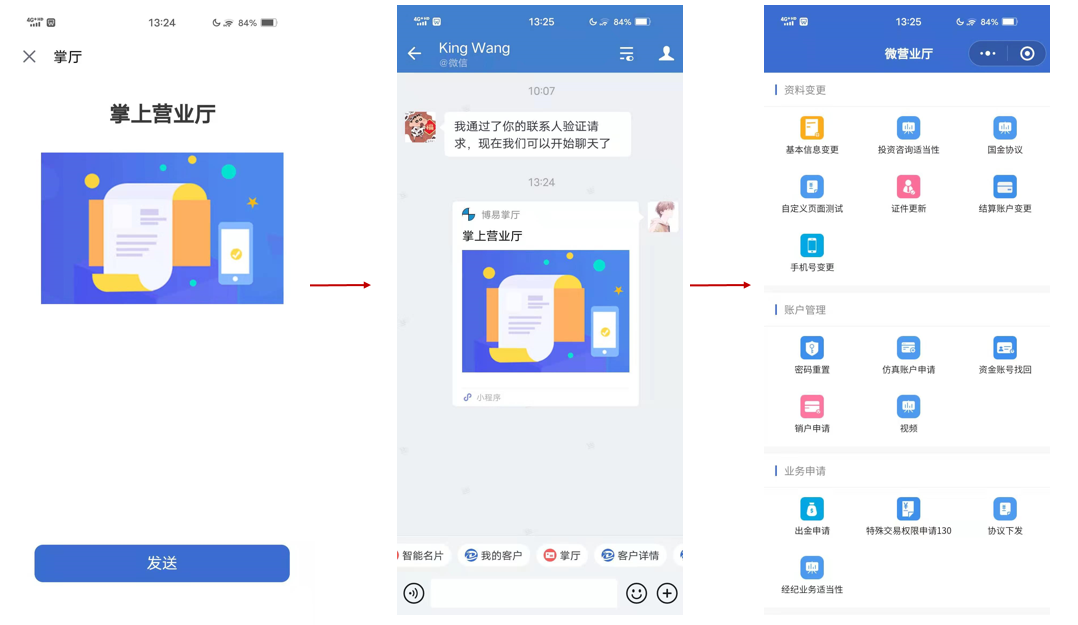 4G+HD
13:24
84%
掌厅
掌上营业厅
发送
4G+HD
13:25
84%
King Wang
@微信
10:07
我通过了你的联系人验证请
求，现在我们可以开始聊天了
13:24
博易掌厅
掌上营业厅
小程序
智能名片
我的客户
掌厅
客户详情
4G+HD
13:25
84%
微营业厅
资料变更
基本信息变更
投资咨询适当性
国金协议
自定义页面测试
证件更新
结算账户变更
手机号变更
账户管理
密码重置
仿真账户申请
资金账号找回
销户申请
视频
业务申请
出金申请
特殊交易权限申请130
协议下发
经纪业务适当性